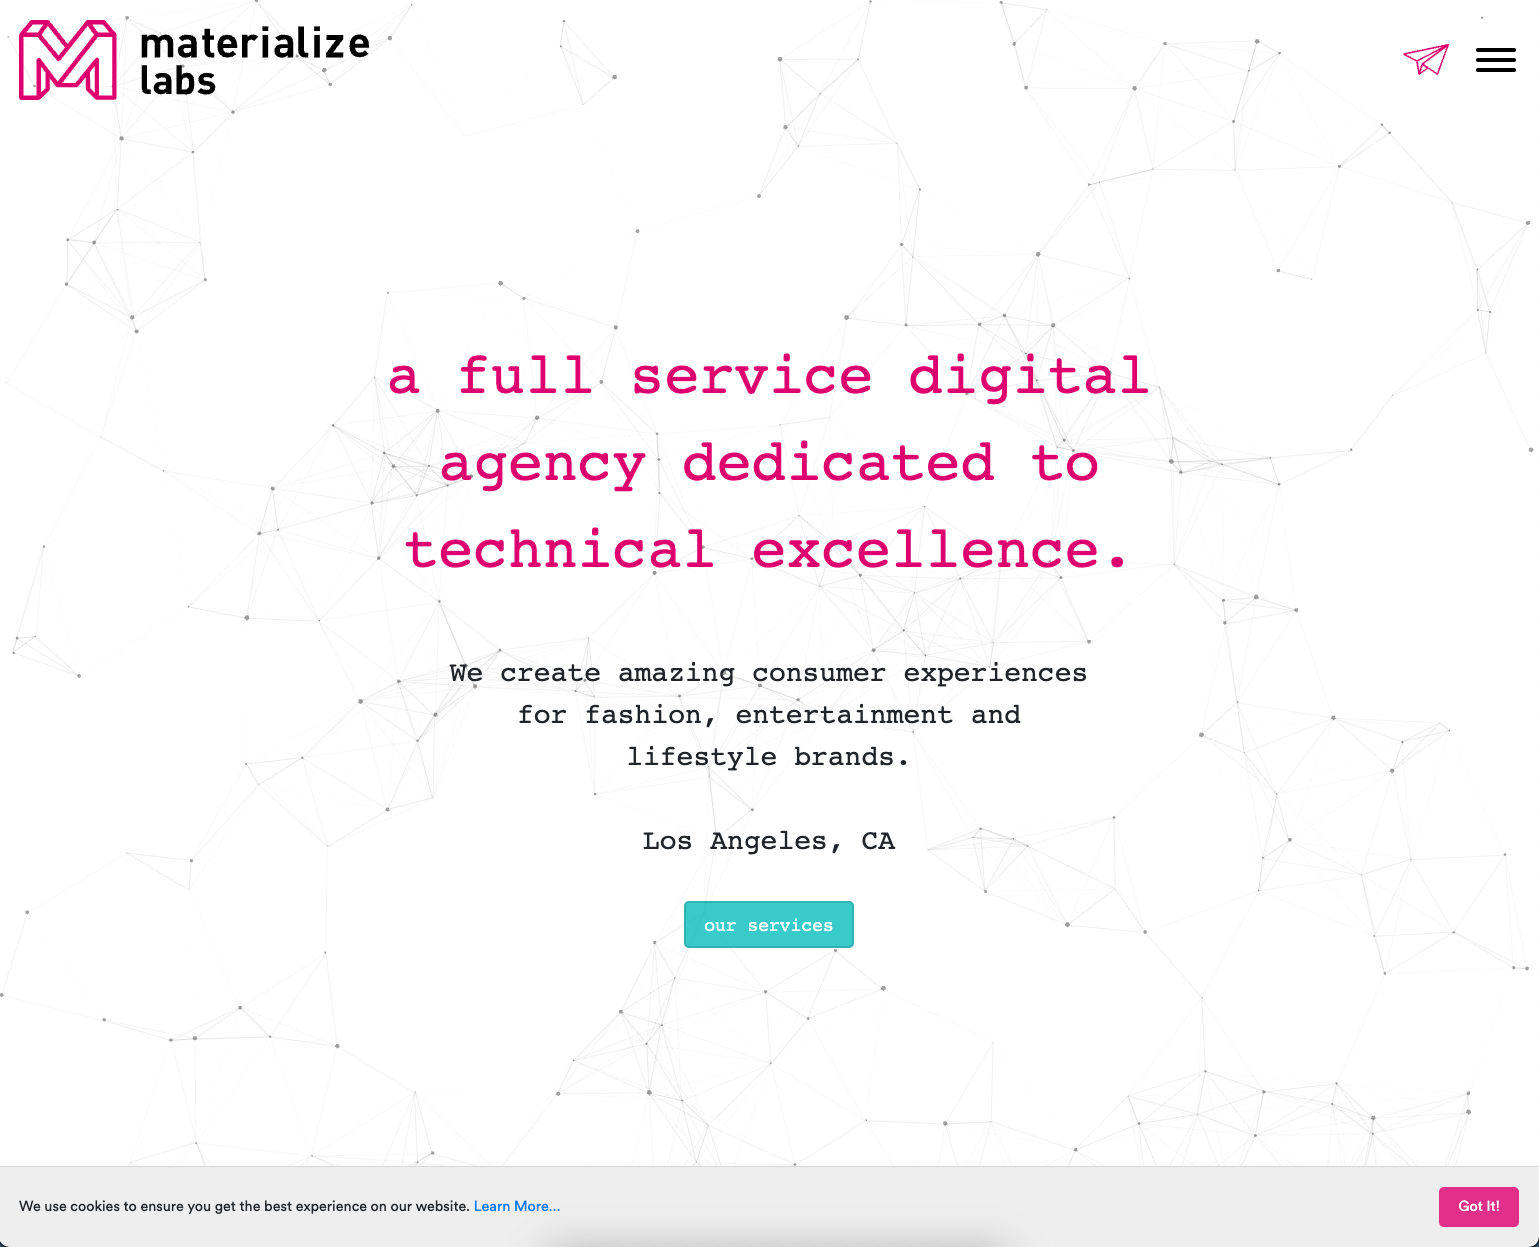 materialize
labs
a full service digital
agency dedicated to
technical excellence.
We create amazing consumer experiences
for fashion, entertainment and
lifestyle brands.
Los Angeles, CA
our services
We use cookies to ensure you get the best experience on our website. Learn More...
Got It!